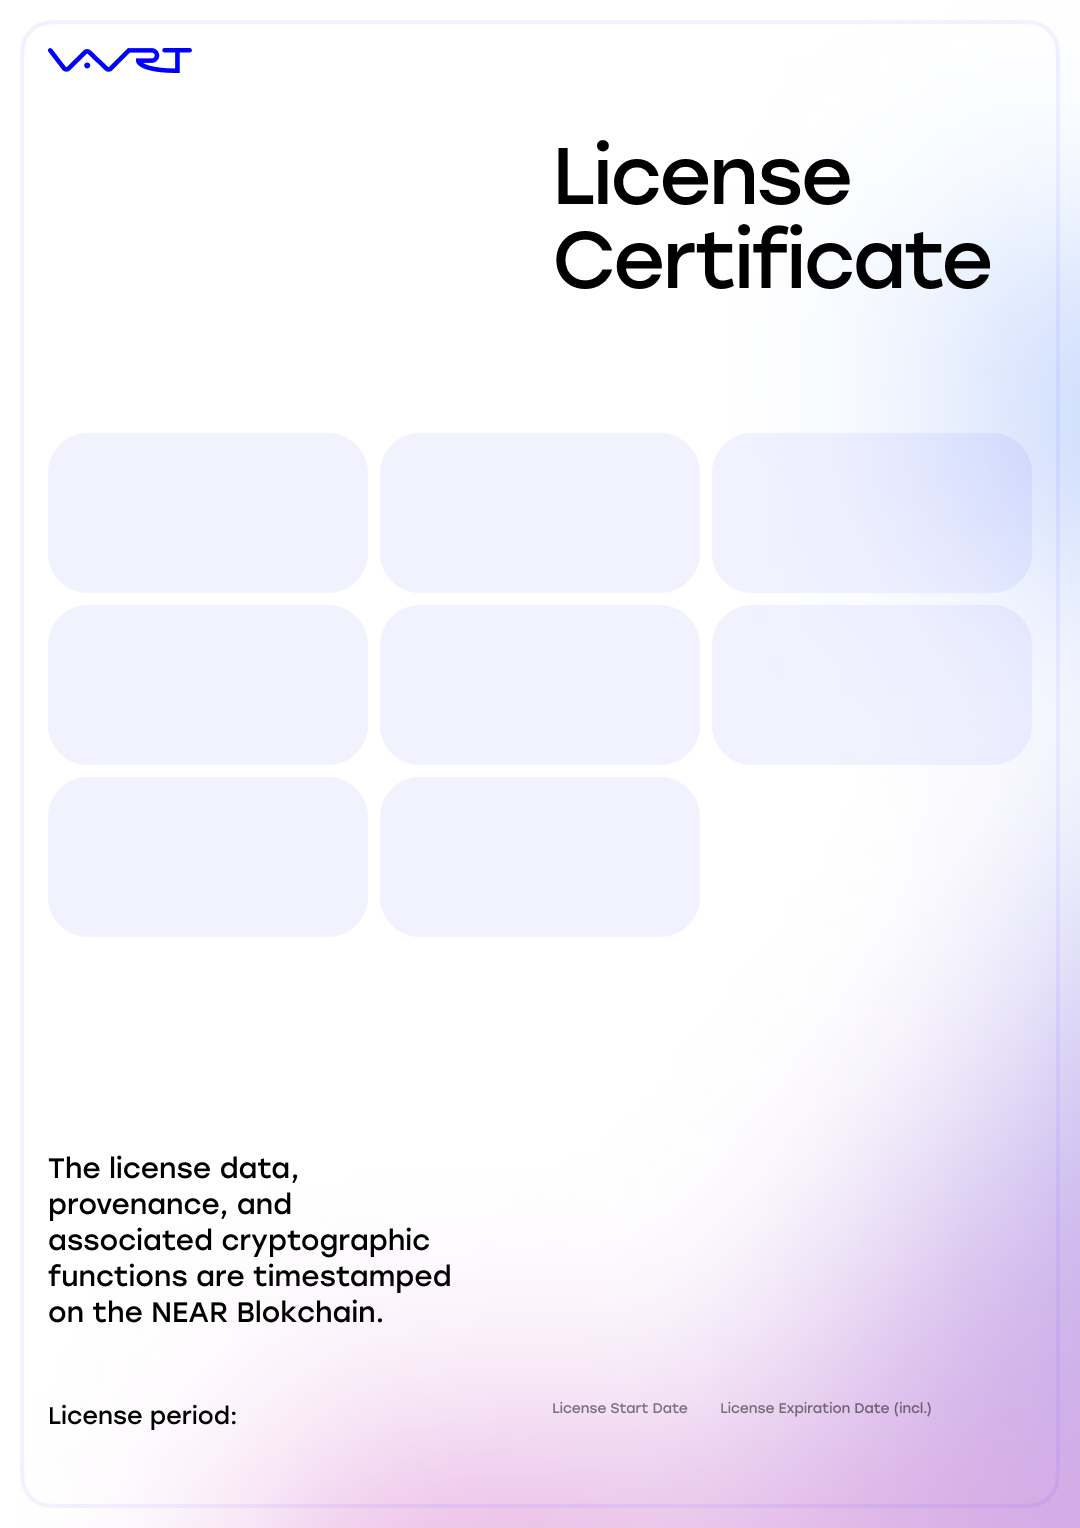 VAVRT
License
Certificate
The license data,
provenance, and
associated cryptographic
functions are timestamped
on the NEAR Blokchain.
License period:
License Start Date
License Expiration Date (incl.)